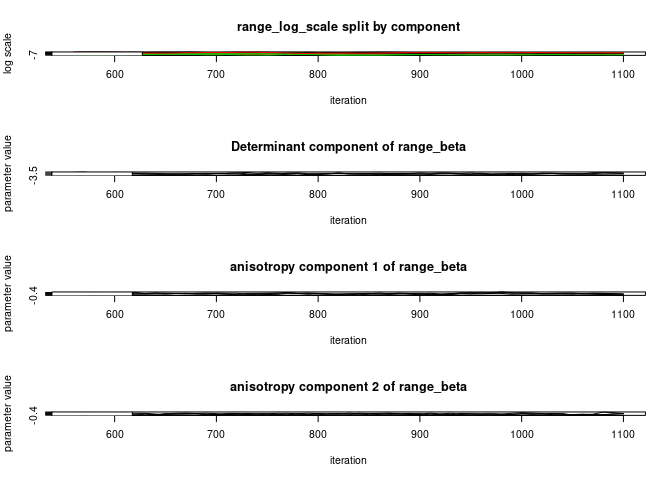 range_log_scale split by component
log scale
-7
600 700 800 900 1000 1100
iteration
Determinant component of range_beta
parameter value
-3.5
600 700 800 900 1000 1100
iteration
anisotropy component 1 of range_beta
parameter value
-0.4
600 700 800 900 1000 1100
iteration
anisotropy component 2 of range_beta
parameter value
-0.4
600 700 800 900 1000 1100
iteration